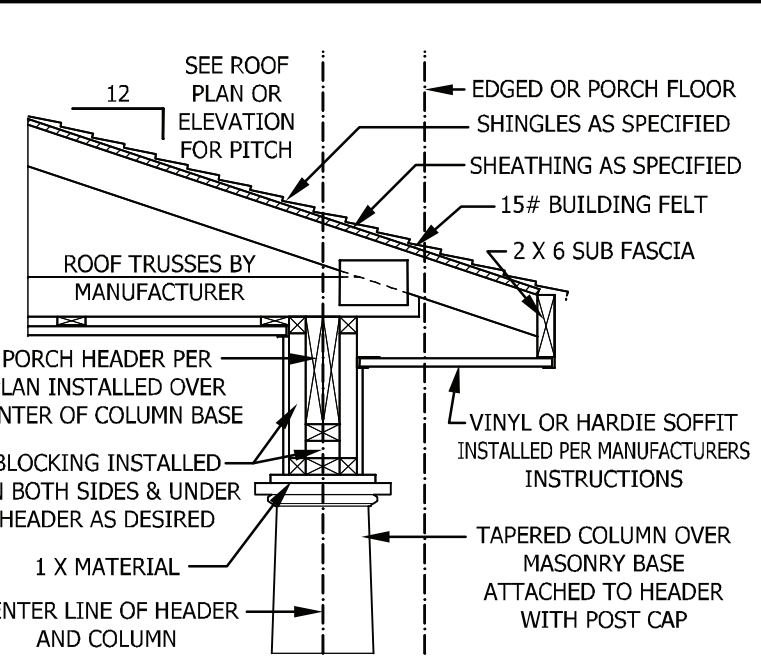 SEE ROOF
PLAN OR
ELEVATION
FOR PITCH
12
EDGED OR PORCH FLOOR
SHINGLES AS SPECIFIED
SHEATHING AS SPECIFIED
15# BUILDING FELT
2 X 6 SUB FASCIA
ROOF TRUSSES BY
MANUFACTURER
PORCH HEADER PER
LAN INSTALLED OVER
NTER OF COLUMN BASE
BLOCKING INSTALLED
N BOTH SIDES & UNDER
HEADER AS DESIRED
1 X MATERIAL
ENTER LINE OF HEADER
AND COLUMN
VINYL OR HARDIE SOFFIT
INSTALLED PER MANUFACTURERS
INSTRUCTIONS
TAPERED COLUMN OVER
MASONRY BASE
ATTACHED TO HEADER
WITH POST CAP